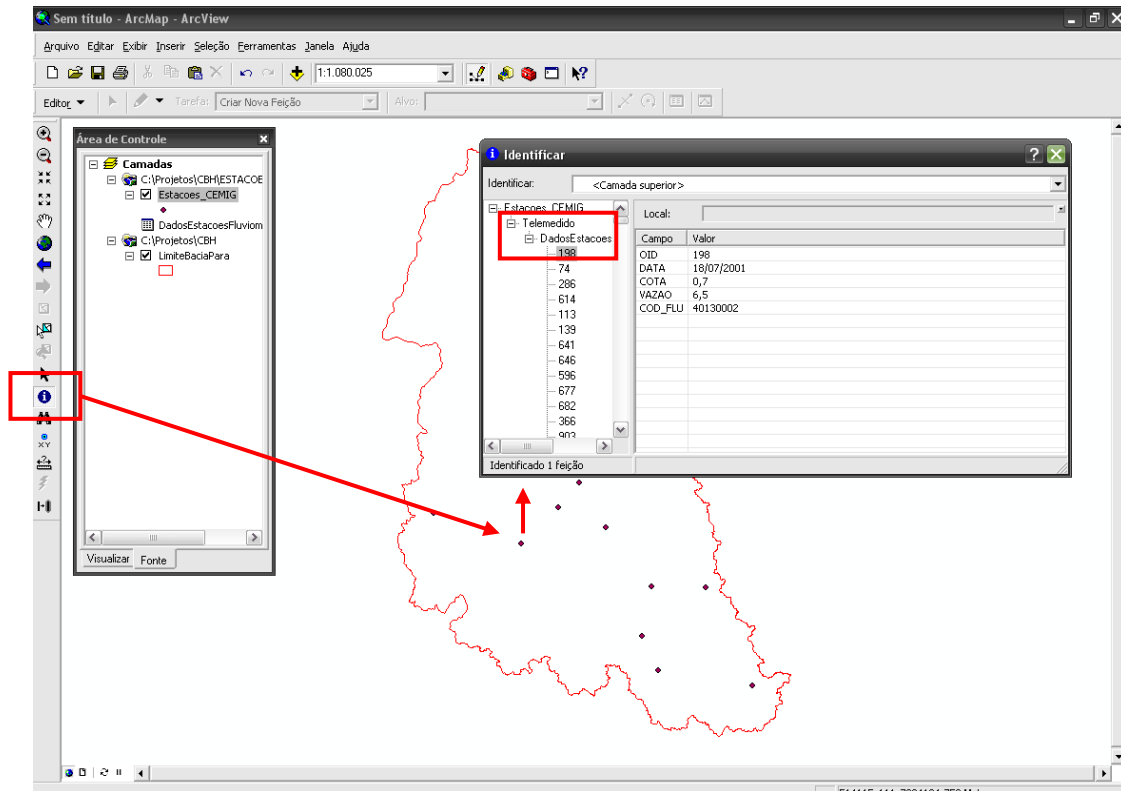 Sem título - ArcMap - ArcView
Arquivo Editar Exibir Inserir Seleção Ferramentas Janela Ajuda
1:1.080.025
Editor Tarefa: Criar Nova Feição Alvo:
Área de Controle
Camadas
C:\Projetos\CBH\ESTACOE
Estacoes_CEMIG
DadosEstacoesFluviom
C:\Projetos\CBH
LimiteBaciaPara
Visualizar Fonte
Identificar
Identificar: <Camada superior>
Estacoes_CEMIG
Telemedido
DadosEstacoes
198
74
286
614
113
139
641
646
596
677
682
366
903
Local:
Campo Valor
OID 198
DATA 18/07/2001
COTA 0,7
VAZAO 6,5
COD_FLU 40130002
Identificado 1 feição
XY